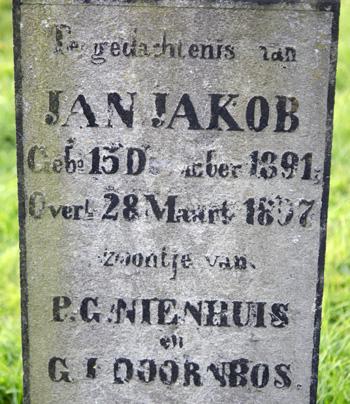 Ter gedachtenis van
JAN JAKOB
Geb. 15 December 1891,
Overl. 28 Maart 1897
zoontje van
P.G. NIENHUIS
en
G. DOORNBOS.